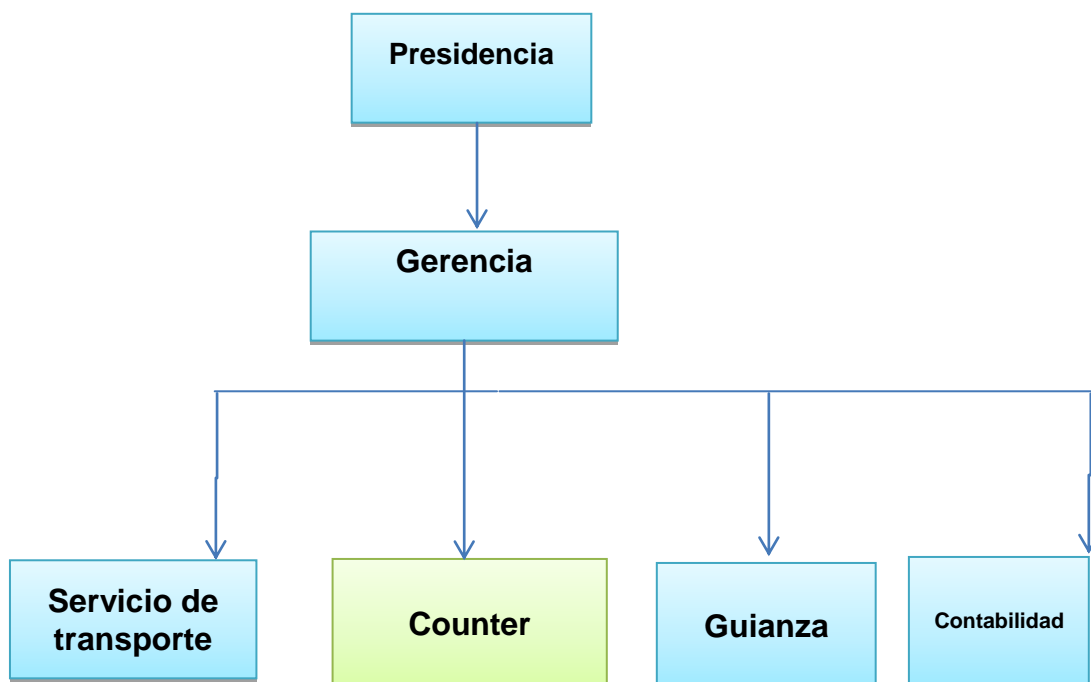 Presidencia
Gerencia
Servicio de
transporte
Counter
Guianza
Contabilidad